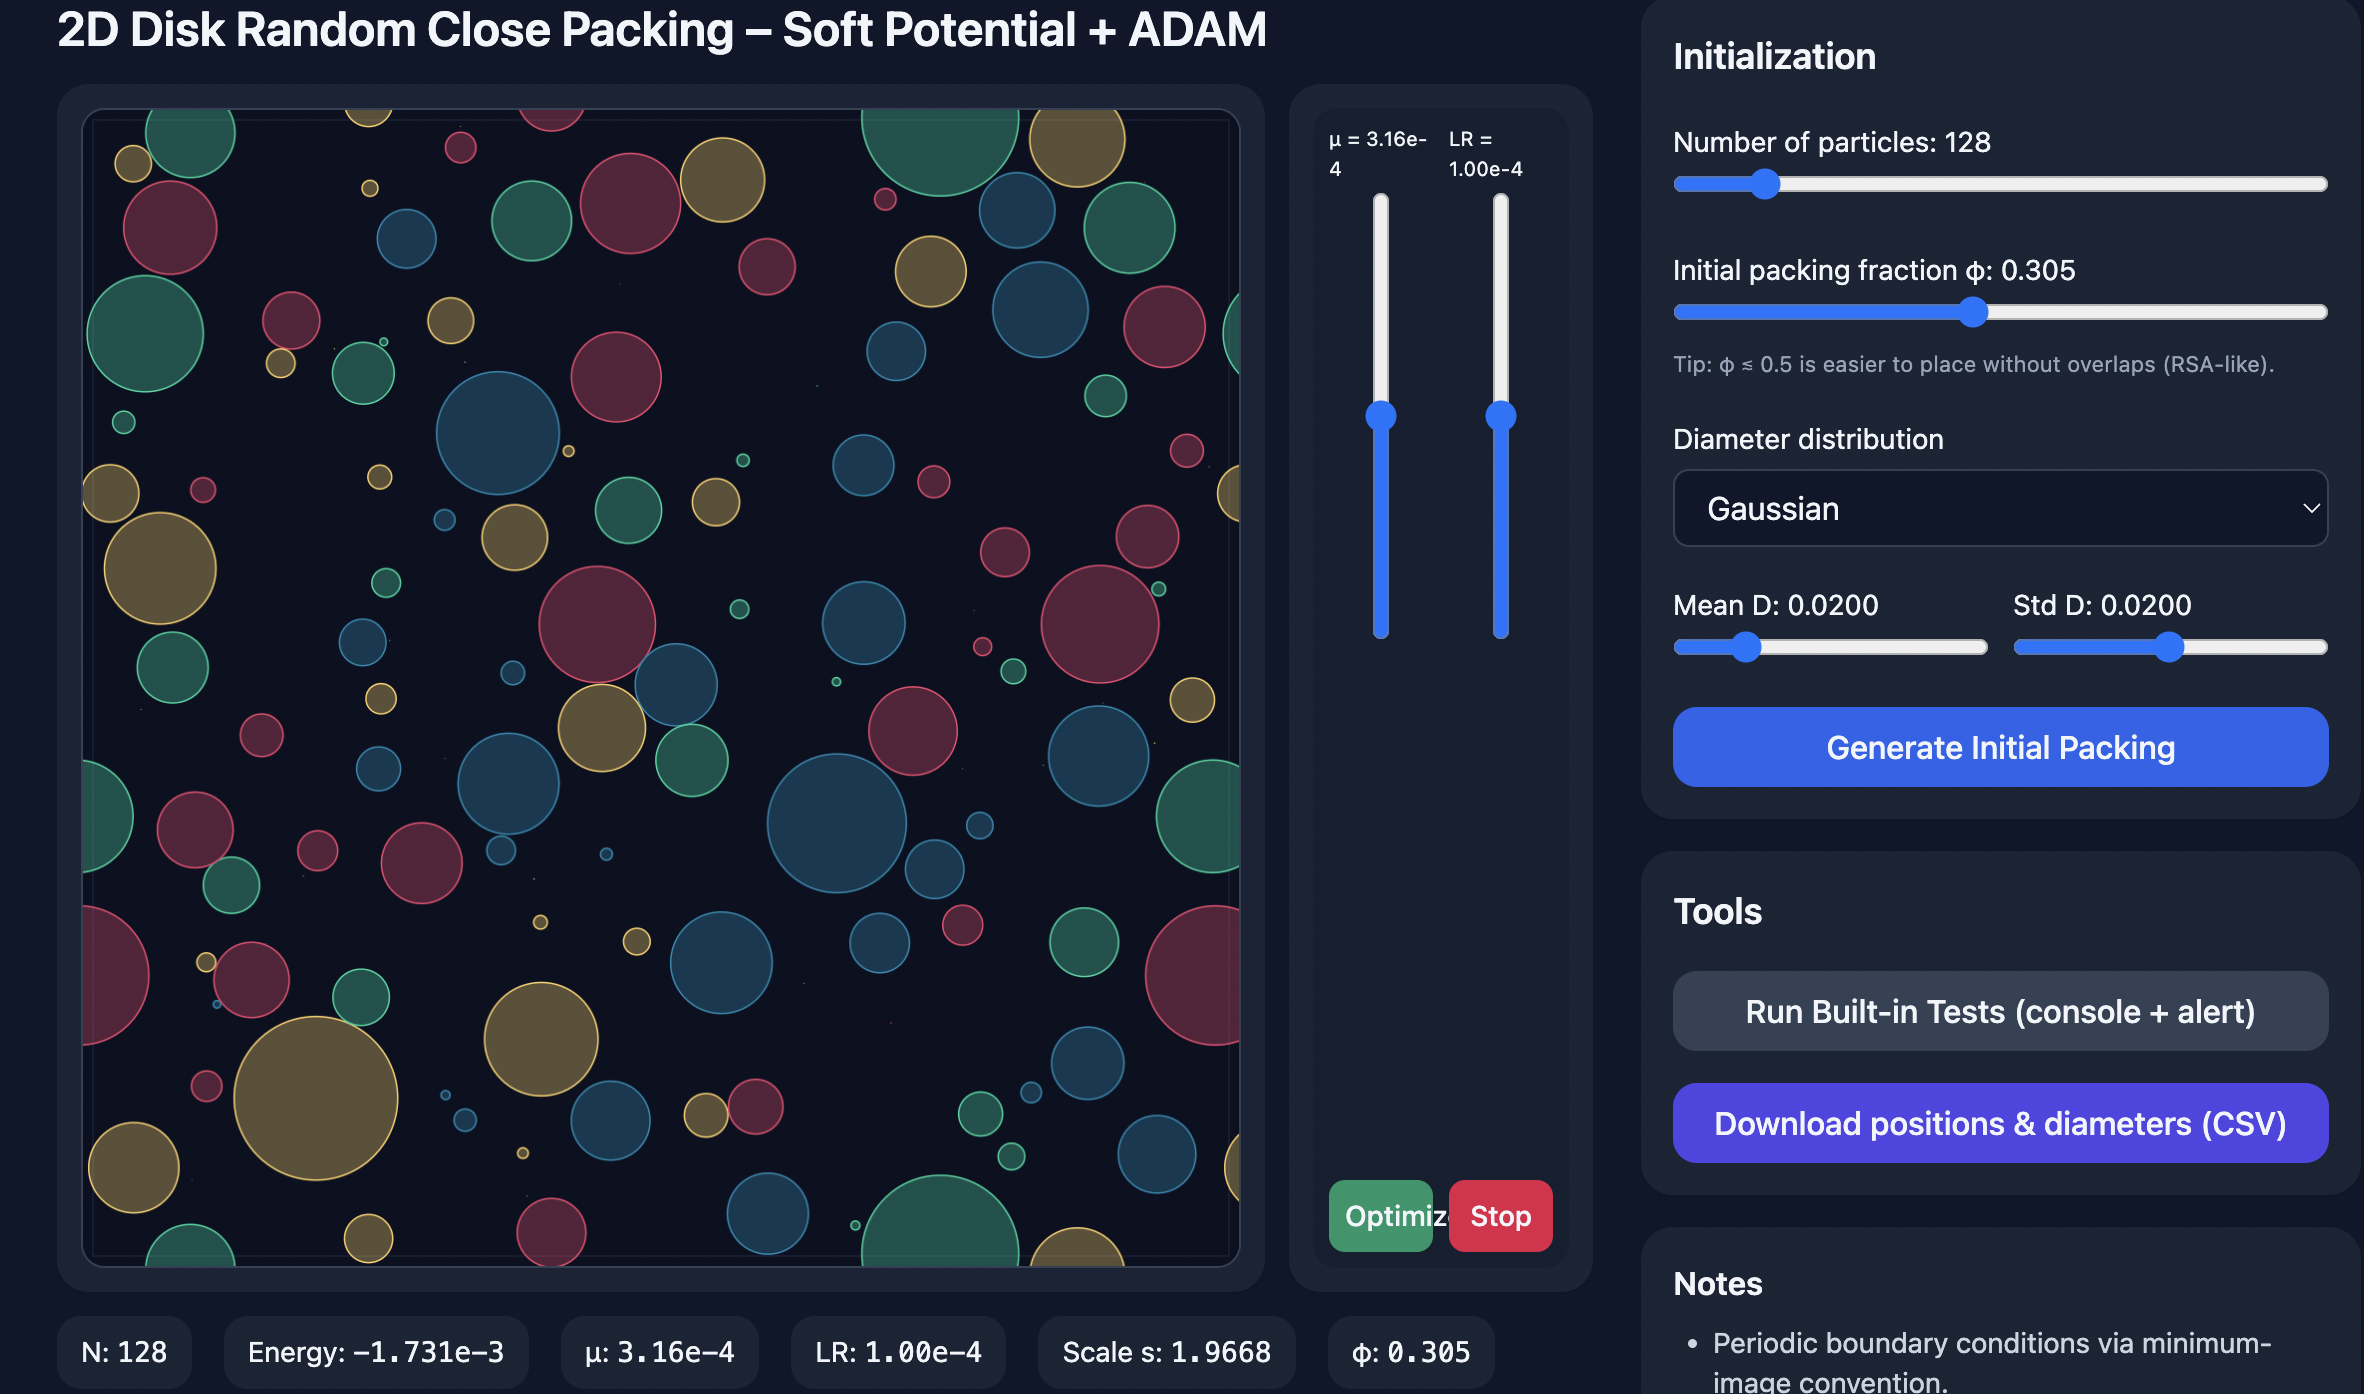 2D Disk Random Close Packing – Soft Potential + ADAM
μ = 3.16e-
4
LR =
1.00e-4
Optimiz
Stop
N: 128
Energy: −1.731e−3
μ: 3.16e−4
LR: 1.00e−4
Scale s: 1.9668
φ: 0.305
Initialization
Number of particles: 128
Initial packing fraction φ: 0.305
Tip: φ ≲ 0.5 is easier to place without overlaps (RSA-like).
Diameter distribution
Gaussian
Mean D: 0.0200
Std D: 0.0200
Generate Initial Packing
Tools
Run Built-in Tests (console + alert)
Download positions & diameters (CSV)
Notes
• Periodic boundary conditions via minimum-
image convention.